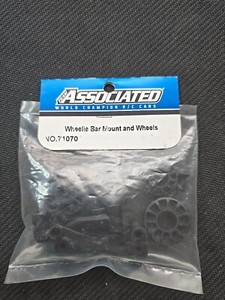 ASSOCIATED
WORLD CHAMPION R/C CARS
Wheelie Bar Mount and Wheels
NO.71070